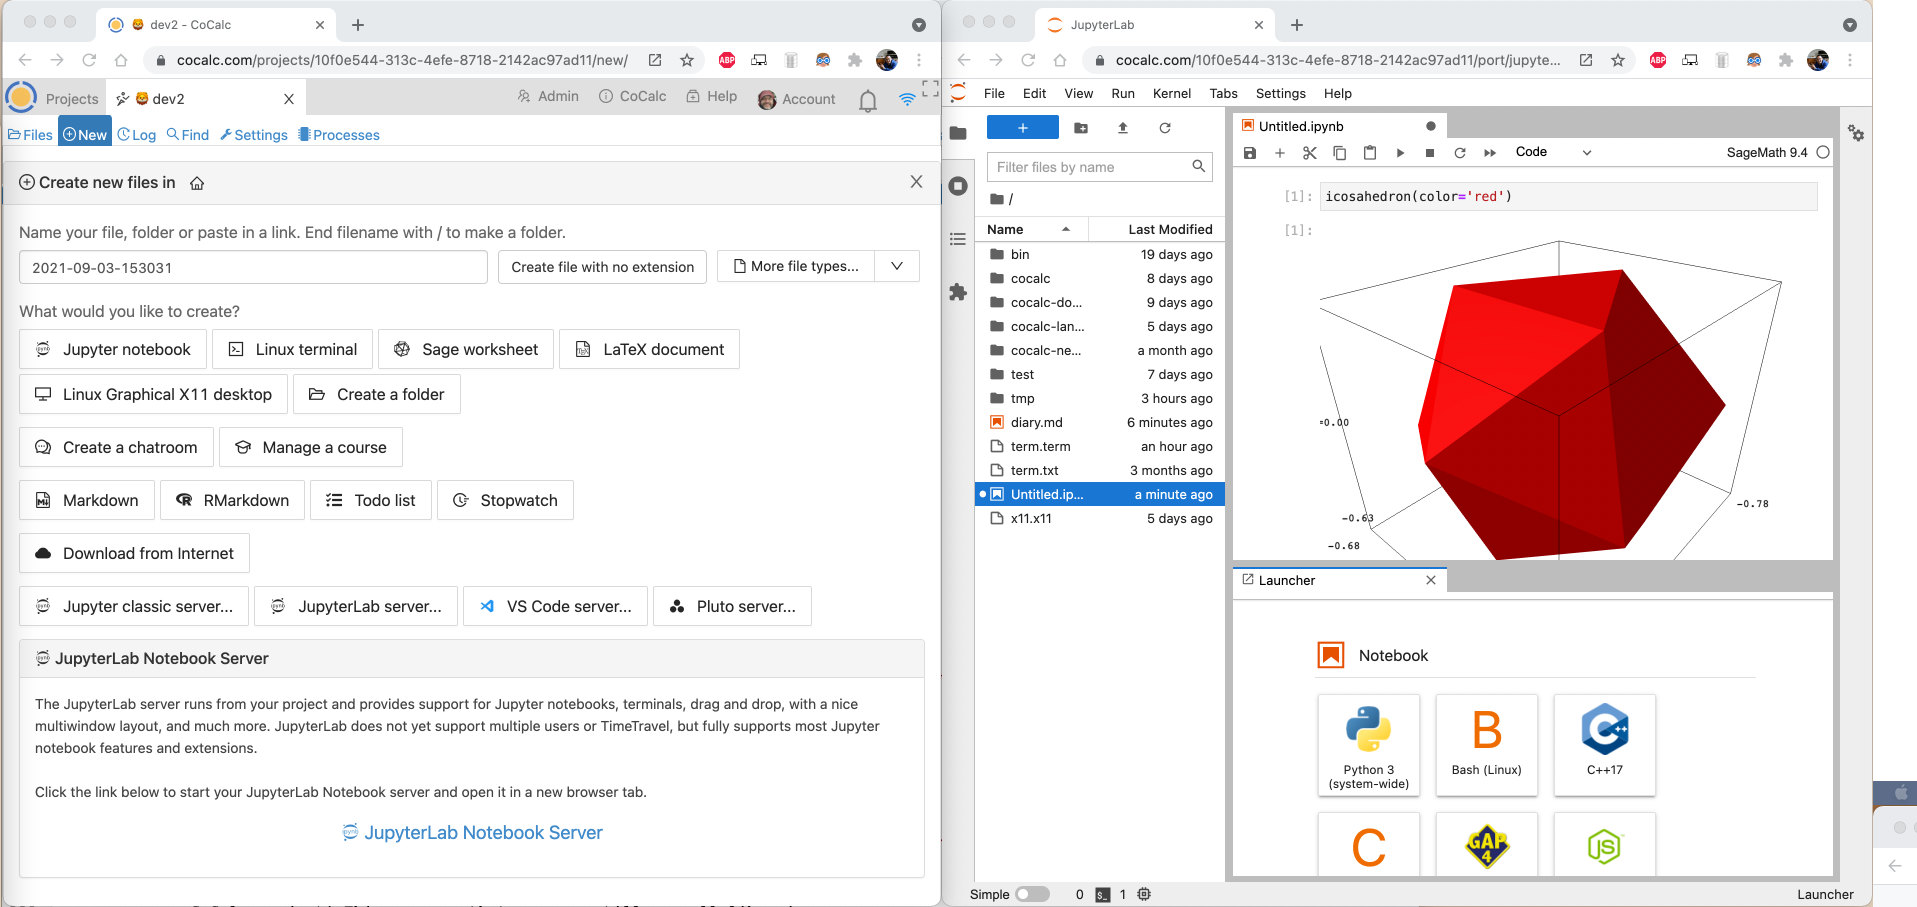 dev2 - CoCalc
cocalc.com/projects/10f0e544-313c-4efe-8718-2142ac97ad11/new/
ABP
Projects
dev2
Admin
CoCalc
Help
Account
Files
New
Log
Find
Settings
Processes
Create new files in
Name your file, folder or paste in a link. End filename with / to make a folder.
2021-09-03-153031
Create file with no extension
More file types...
What would you like to create?
Jupyter notebook
Linux terminal
Sage worksheet
LaTeX document
Linux Graphical X11 desktop
Create a folder
Create a chatroom
Manage a course
Markdown
RMarkdown
Todo list
Stopwatch
Download from Internet
Jupyter classic server...
JupyterLab server...
VS Code server...
Pluto server...
JupyterLab Notebook Server
The JupyterLab server runs from your project and provides support for Jupyter notebooks, terminals, drag and drop, with a nice
multiwindow layout, and much more. JupyterLab does not yet support multiple users or TimeTravel, but fully supports most Jupyter
notebook features and extensions.
Click the link below to start your JupyterLab Notebook server and open it in a new browser tab.
JupyterLab Notebook Server
JupyterLab
cocalc.com/10f0e544-313c-4efe-8718-2142ac97ad11/port/jupyte...
ABP
File Edit View Run Kernel Tabs Settings Help
Filter files by name
/
Name Last Modified
bin 19 days ago
cocalc 8 days ago
cocalc-do... 9 days ago
cocalc-lan... 5 days ago
cocalc-ne... a month ago
test 7 days ago
tmp 3 hours ago
diary.md 6 minutes ago
term.term an hour ago
term.txt 3 months ago
Untitled.ip... a minute ago
x11.x11 5 days ago
Untitled.ipynb
Code
SageMath 9.4
[1]: icosahedron(color='red')
[1]:
=0.00
-0.63
-0.68
-0.78
Launcher
Notebook
Python 3
(system-wide)
B
Bash (Linux)
C++
C++17
C
GAP
4
JS
Simple 0 1 Launcher